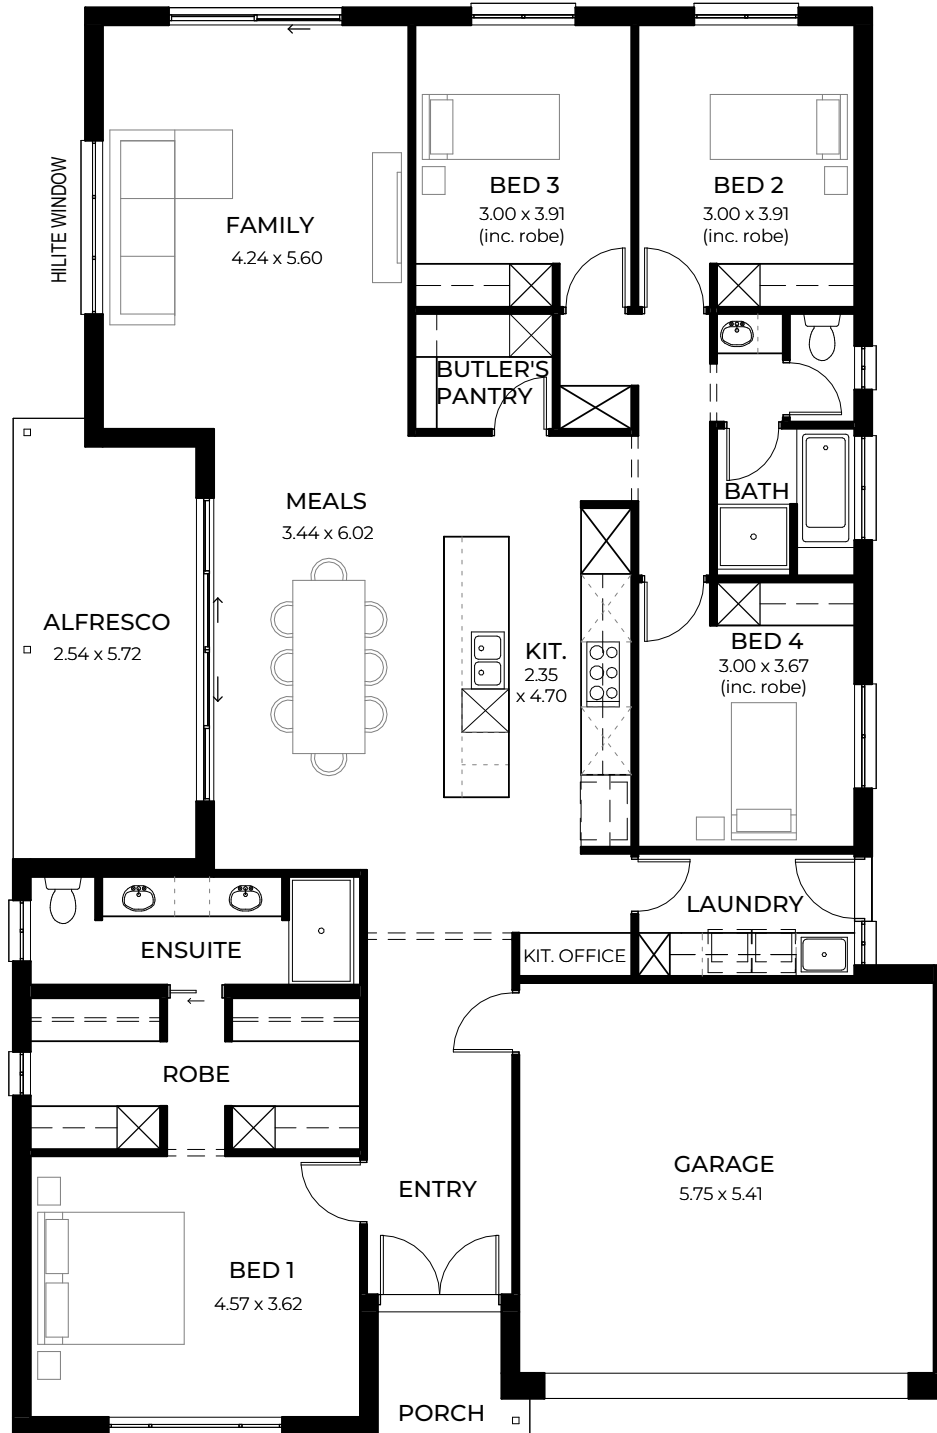 HILITE WINDOW
FAMILY
4.24 x 5.60
BED 3
3.00 x 3.91
(inc. robe)
BED 2
3.00 x 3.91
(inc. robe)
BUTLER'S
PANTRY
MEALS
3.44 x 6.02
BATH
ALFRESCO
2.54 x 5.72
KIT.
2.35
x 4.70
BED 4
3.00 x 3.67
(inc. robe)
LAUNDRY
ENSUITE
KIT. OFFICE
ROBE
ENTRY
GARAGE
5.75 x 5.41
BED 1
4.57 x 3.62
PORCH